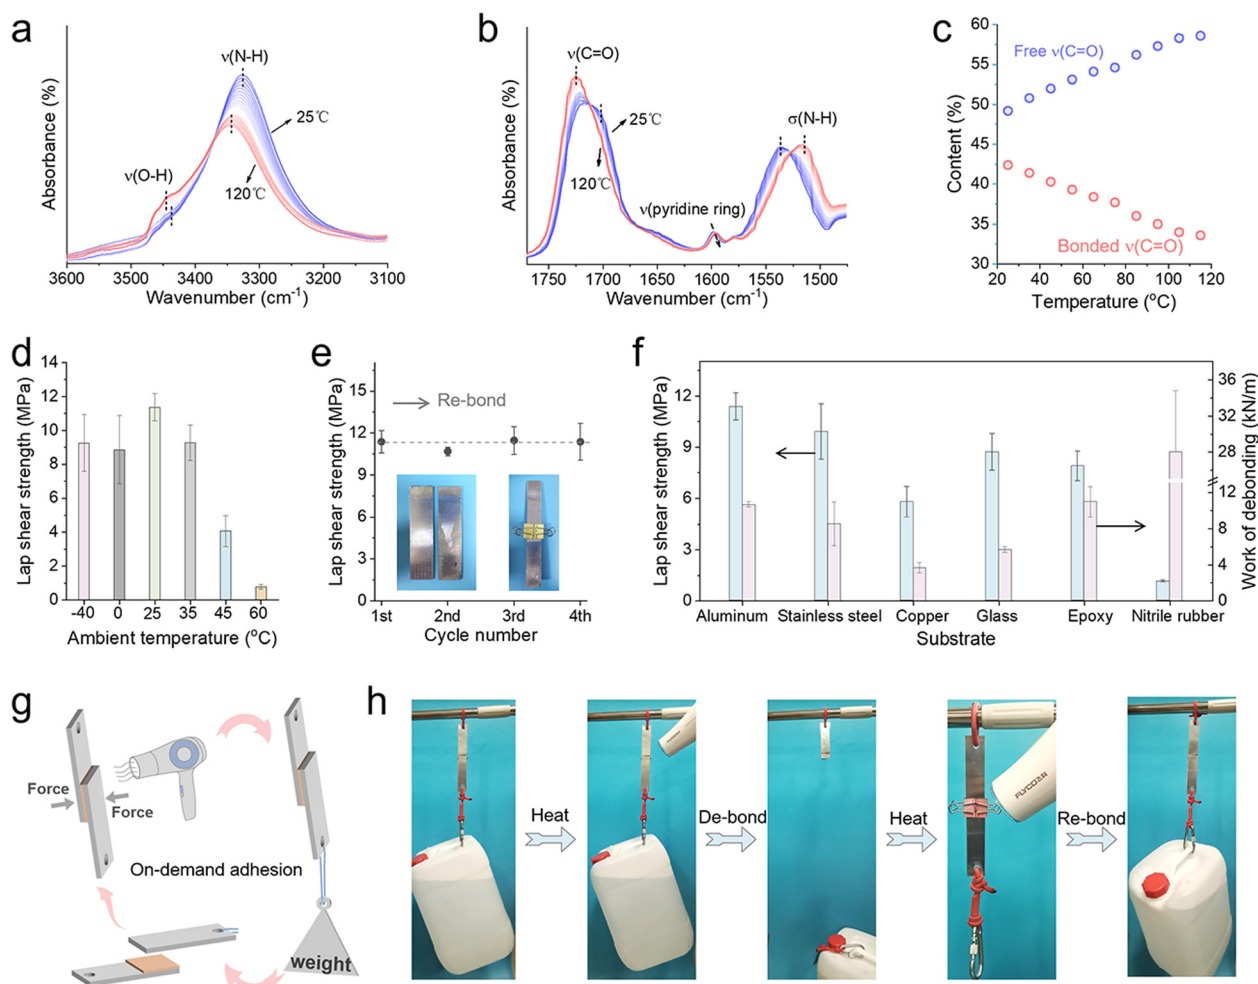 a
ν(N-H)
25℃
ν(O-H)
120℃
Absorbance (%)
3600 3500 3400 3300 3200 3100
Wavenumber (cm-1)
b
ν(C=O)
25℃
σ(N-H)
120℃
ν(pyridine ring)
Absorbance (%)
1750 1700 1650 1600 1550 1500
Wavenumber (cm-1)
c
60
55
50
45
40
35
30
Content (%)
Free ν(C=O)
Bonded ν(C=O)
20 40 60 80 100 120
Temperature (°C)
d
14
12
10
8
6
4
2
0
Lap shear strength (MPa)
-40 0 25 35 45 60
Ambient temperature (°C)
e
15
12
9
6
3
0
Lap shear strength (MPa)
Re-bond
1st 2nd 3rd 4th
Cycle number
f
12
9
6
3
0
Lap shear strength (MPa)
36
32
28
12
8
4
0
Work of debonding (kN/m)
Aluminum Stainless steel Copper Glass Epoxy Nitrile rubber
Substrate
g
Force
Force
On-demand adhesion
weight
h
Heat
De-bond
Heat
FLYCO
Re-bond